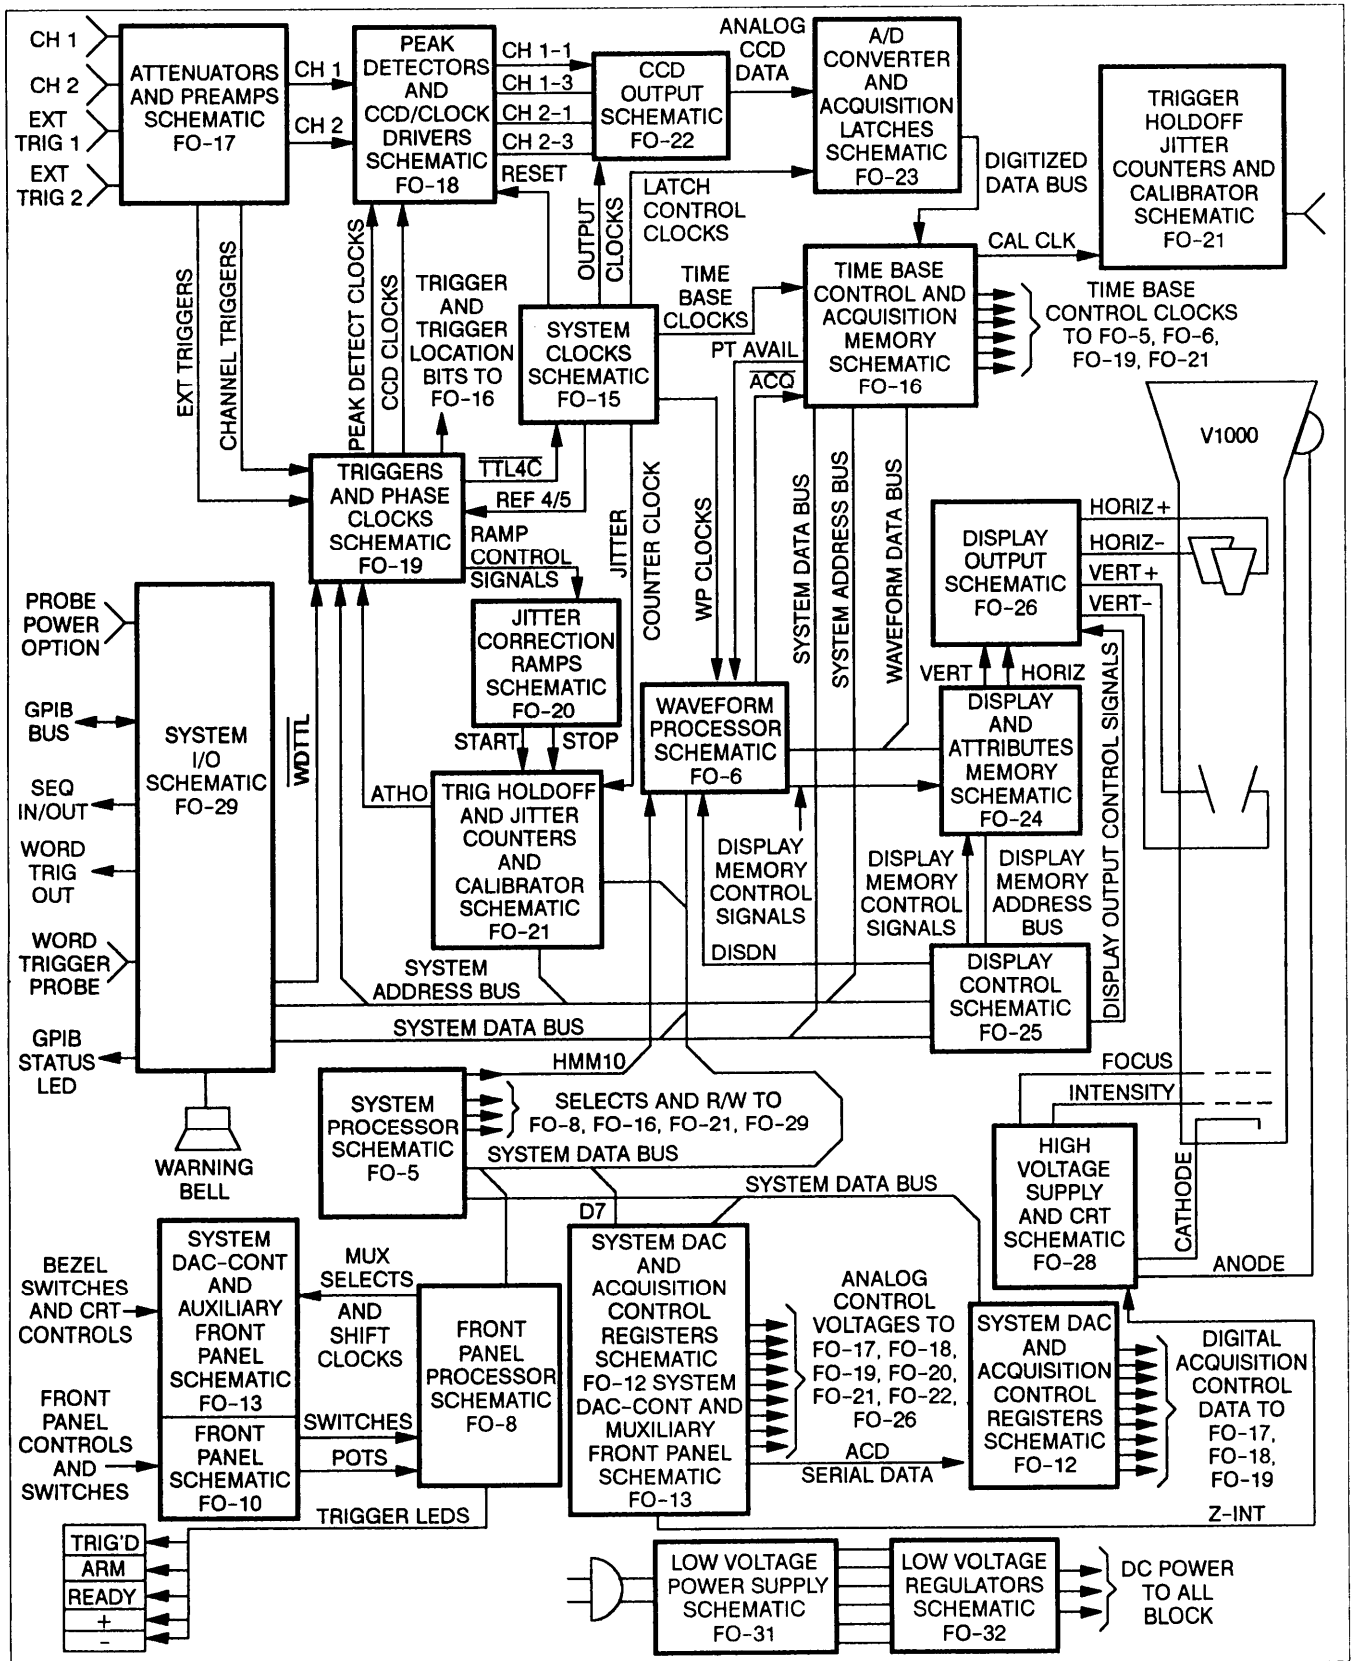 CH 1
CH 2
EXT
TRIG 1
EXT
TRIG 2
ATTENUATORS
AND PREAMPS
SCHEMATIC
FO-17
CH 1
CH 2
PEAK
DETECTORS
AND
CCD/CLOCK
DRIVERS
SCHEMATIC
FO-18
CH 1-1
CH 1-3
CH 2-1
CH 2-3
RESET
CCD
OUTPUT
SCHEMATIC
FO-22
ANALOG
CCD
DATA
A/D
CONVERTER
AND
ACQUISITION
LATCHES
SCHEMATIC
FO-23
DIGITIZED
DATA BUS
TRIGGER
HOLDOFF
JITTER
COUNTERS AND
CALIBRATOR
SCHEMATIC
FO-21
EXT TRIGGERS
CHANNEL TRIGGERS
PEAK DETECT CLOCKS
CCD CLOCKS
TRIGGER
AND
TRIGGER
LOCATION
BITS TO
FO-16
OUTPUT
CLOCKS
LATCH
CONTROL
CLOCKS
SYSTEM
CLOCKS
SCHEMATIC
FO-15
TIME
BASE
CLOCKS
PT AVAIL
ACQ
TIME BASE
CONTROL AND
ACQUISITION
MEMORY
SCHEMATIC
FO-16
CAL CLK
TIME BASE
CONTROL CLOCKS
TO FO-5, FO-6,
FO-19, FO-21
V1000
TRIGGERS
AND PHASE
CLOCKS
SCHEMATIC
FO-19
TTL4C
REF 4/5
RAMP
CONTROL
SIGNALS
JITTER
COUNTER CLOCK
WP CLOCKS
SYSTEM DATA BUS
SYSTEM ADDRESS BUS
WAVEFORM DATA BUS
DISPLAY
OUTPUT
SCHEMATIC
FO-26
HORIZ+
HORIZ-
VERT+
VERT-
PROBE
POWER
OPTION
GPIB
BUS
SEQ
IN/OUT
WORD
TRIG
OUT
WORD
TRIGGER
PROBE
GPIB
STATUS
LED
SYSTEM
I/O
SCHEMATIC
FO-29
WDTTL
JITTER
CORRECTION
RAMPS
SCHEMATIC
FO-20
START
STOP
ATHO
TRIG HOLDOFF
AND JITTER
COUNTERS
AND
CALIBRATOR
SCHEMATIC
FO-21
WAVEFORM
PROCESSOR
SCHEMATIC
FO-6
VERT
HORIZ
DISPLAY
AND
ATTRIBUTES
MEMORY
SCHEMATIC
FO-24
DISPLAY OUTPUT CONTROL SIGNALS
DISPLAY
MEMORY
CONTROL
SIGNALS
DISPLAY
MEMORY
CONTROL
SIGNALS
DISPLAY
MEMORY
ADDRESS
BUS
DISDN
DISPLAY
CONTROL
SCHEMATIC
FO-25
SYSTEM
ADDRESS BUS
SYSTEM DATA BUS
WARNING
BELL
HMM10
SYSTEM
PROCESSOR
SCHEMATIC
FO-5
SELECTS AND R/W TO
FO-8, FO-16, FO-21, FO-29
SYSTEM DATA BUS
SYSTEM DATA BUS
D7
FOCUS
INTENSITY
HIGH
VOLTAGE
SUPPLY
AND CRT
SCHEMATIC
FO-28
CATHODE
ANODE
BEZEL
SWITCHES
AND CRT
CONTROLS
FRONT
PANEL
CONTROLS
AND
SWITCHES
SYSTEM
DAC-CONT
AND
AUXILIARY
FRONT
PANEL
SCHEMATIC
FO-13
FRONT
PANEL
SCHEMATIC
FO-10
MUX
SELECTS
AND
SHIFT
CLOCKS
SWITCHES
POTS
FRONT
PANEL
PROCESSOR
SCHEMATIC
FO-8
TRIGGER LEDS
TRIG'D
ARM
READY
+
-
SYSTEM DAC
AND
ACQUISITION
CONTROL
REGISTERS
SCHEMATIC
FO-12 SYSTEM
DAC-CONT AND
MUXILIARY
FRONT PANEL
SCHEMATIC
FO-13
ANALOG
CONTROL
VOLTAGES TO
FO-17, FO-18,
FO-19, FO-20,
FO-21, FO-22,
FO-26
ACD
SERIAL DATA
SYSTEM DAC
AND
ACQUISITION
CONTROL
REGISTERS
SCHEMATIC
FO-12
DIGITAL
ACQUISITION
CONTROL
DATA TO
FO-17,
FO-18,
FO-19
Z-INT
LOW VOLTAGE
POWER SUPPLY
SCHEMATIC
FO-31
LOW VOLTAGE
REGULATORS
SCHEMATIC
FO-32
DC POWER
TO ALL
BLOCK